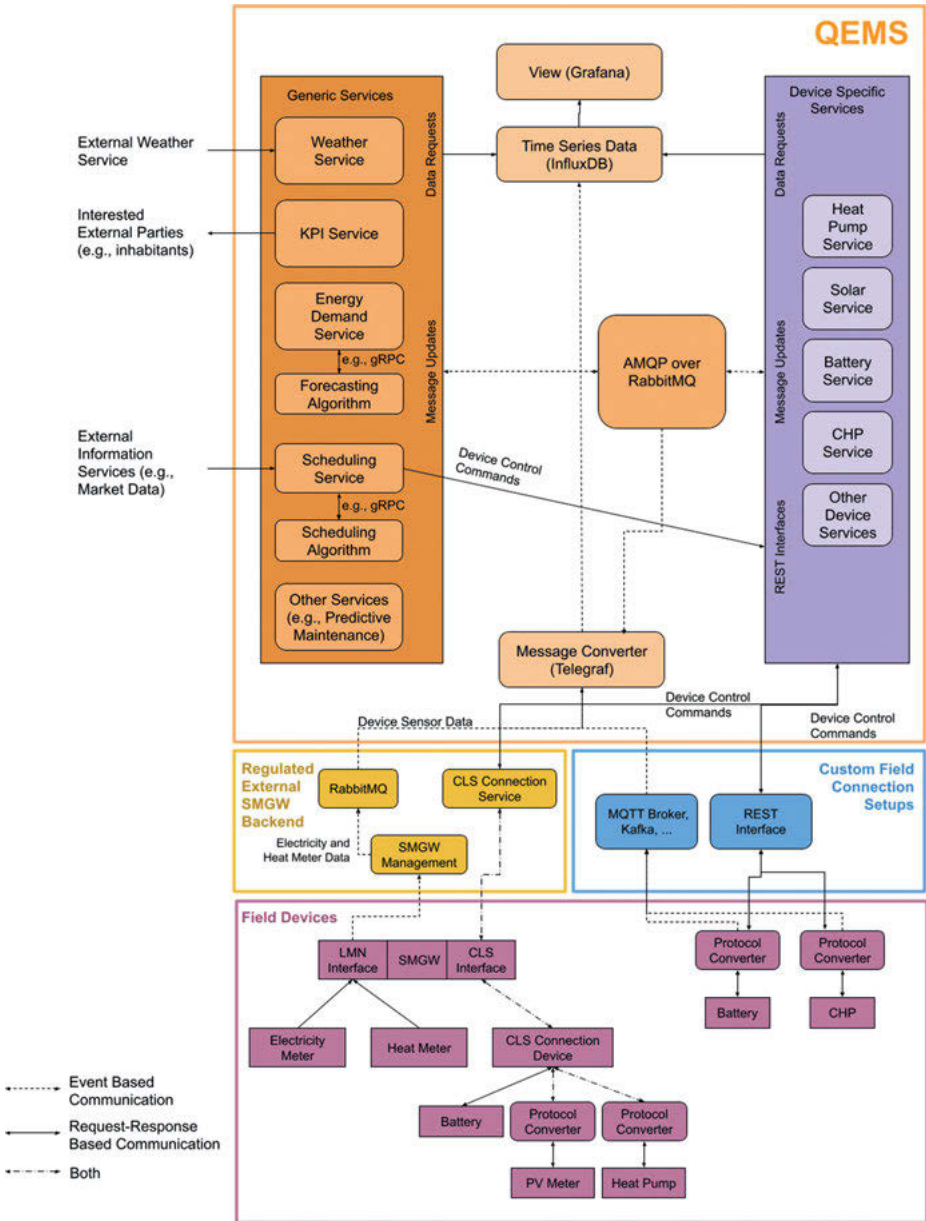 QEMS
View (Grafana)
Generic Services
Device Specific
Services
External Weather
Service
Weather
Service
Data Requests
Time Series Data
(InfluxDB)
Data Requests
Interested
External Parties
(e.g., inhabitants)
KPI Service
Heat
Pump
Service
Energy
Demand
Service
Solar
Service
e.g., gRPC
Message Updates
AMQP over
RabbitMQ
Message Updates
Battery
Service
Forecasting
Algorithm
External
Information
Services (e.g.,
Market Data)
Scheduling
Service
Device Control
Commands
CHP
Service
e.g., gRPC
Scheduling
Algorithm
REST Interfaces
Other
Device
Services
Other Services
(e.g., Predictive
Maintenance)
Message Converter
(Telegraf)
Device Sensor Data
Device Control
Commands
Device Control
Commands
Regulated
External
SMGW
Backend
RabbitMQ
CLS Connection
Service
Custom Field
Connection
Setups
MQTT Broker,
Kafka, ...
REST
Interface
Electricity and
Heat Meter Data
SMGW
Management
Field Devices
LMN
Interface
SMGW
CLS
Interface
Protocol
Converter
Protocol
Converter
Battery
CHP
Electricity
Meter
Heat Meter
CLS Connection
Device
Event Based
Communication
Battery
Protocol
Converter
Protocol
Converter
Request-Response
Based Communication
Both
PV Meter
Heat Pump